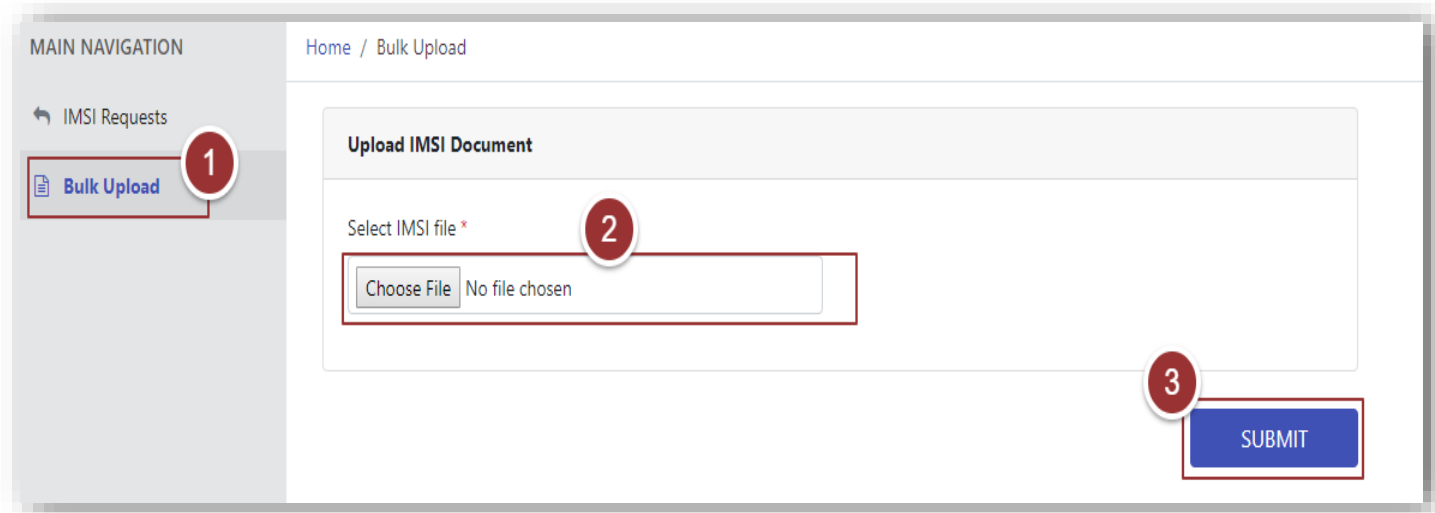 MAIN NAVIGATION
IMSI Requests
1
Bulk Upload
Home / Bulk Upload
Upload IMSI Document
Select IMSI file *
2
Choose File No file chosen
3
SUBMIT